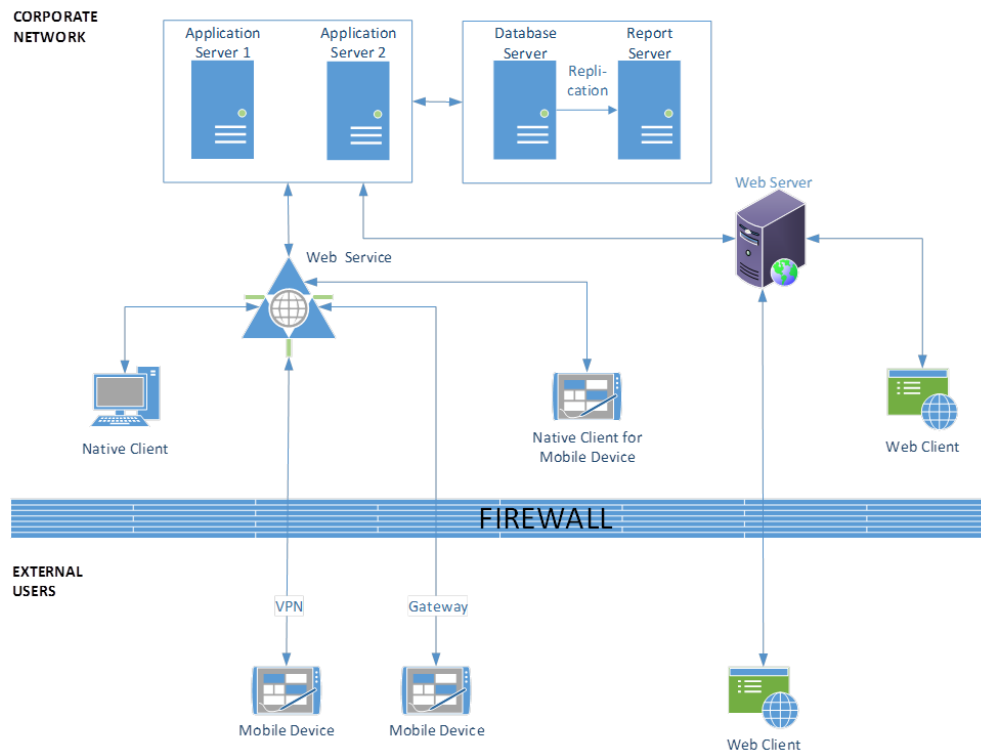 CORPORATE
NETWORK
Application
Server 1
Application
Server 2
Database
Server
Report
Server
Repli-
cation
Web Server
Web Service
Native Client
Native Client for
Mobile Device
Web Client
FIREWALL
EXTERNAL
USERS
VPN
Gateway
Mobile Device
Mobile Device
Web Client